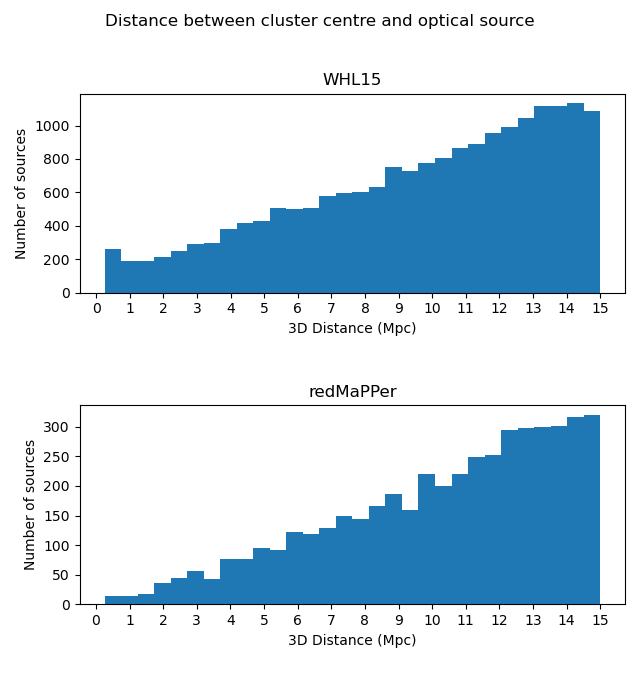 Distance between cluster centre and optical source
WHL15
Number of sources
1000
800
600
400
200
0
0 1 2 3 4 5 6 7 8 9 10 11 12 13 14 15
3D Distance (Mpc)
redMaPPer
Number of sources
300
250
200
150
100
50
0
0 1 2 3 4 5 6 7 8 9 10 11 12 13 14 15
3D Distance (Mpc)